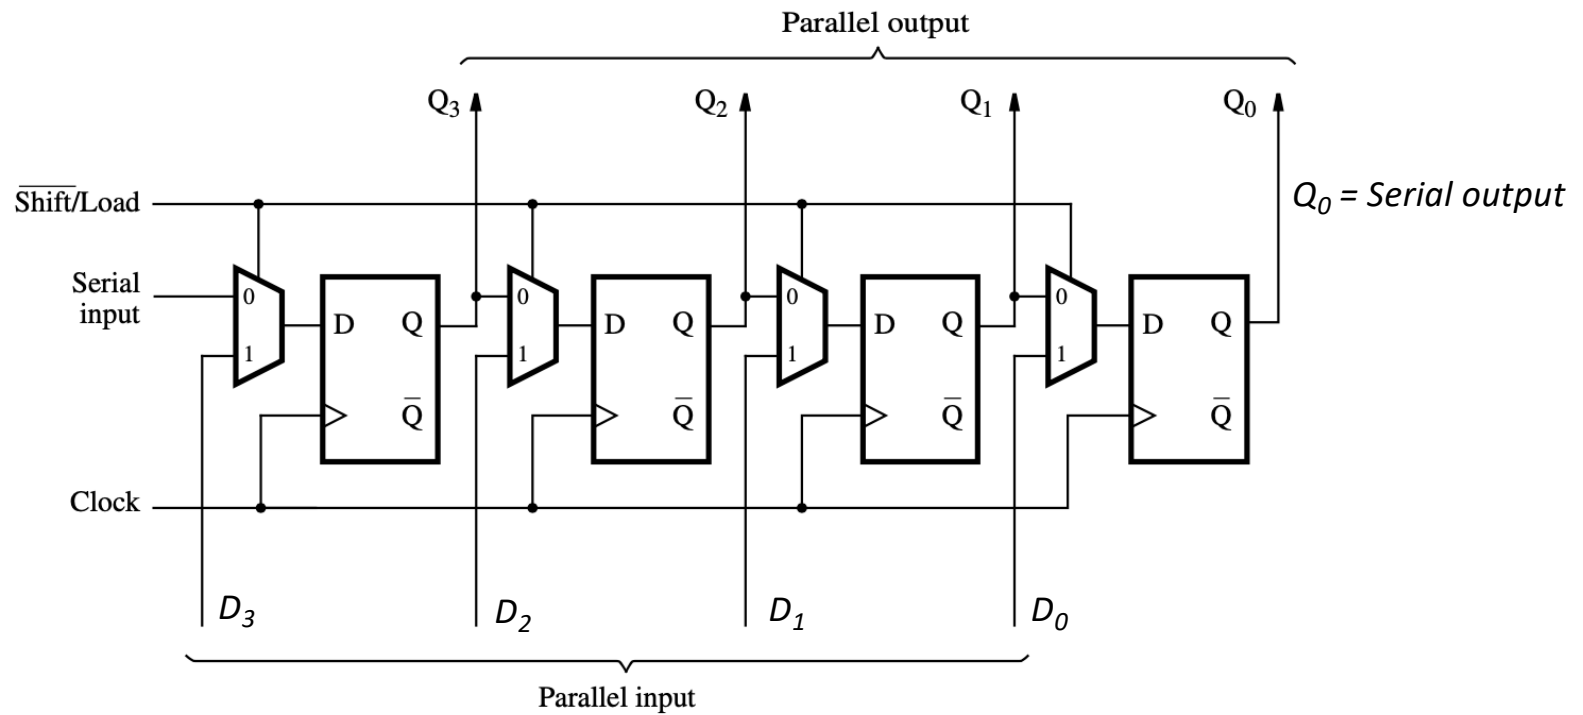 Parallel output
Q₃ Q₂ Q₁ Q₀
S̅h̅i̅f̅t̅/Load
Q₀ = Serial output
Serial
input
0 0 0 0
D Q D Q D Q D Q
1 1 1 1
Q̅ Q̅ Q̅ Q̅
Clock
D₃ D₂ D₁ D₀
Parallel input